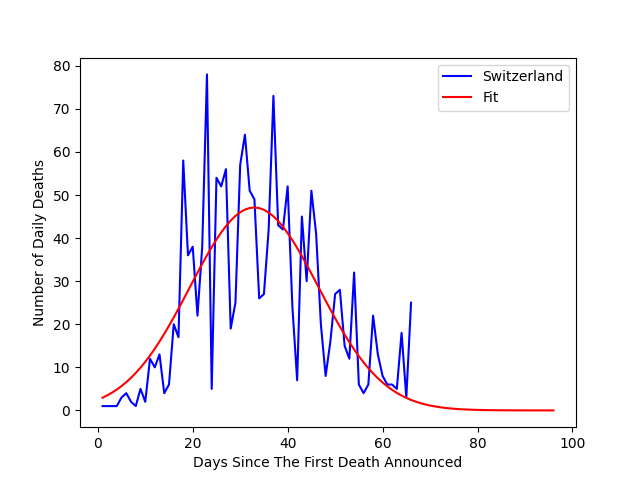 Switzerland
Fit
80
70
60
50
40
30
20
10
0
Number of Daily Deaths
0 20 40 60 80 100
Days Since The First Death Announced